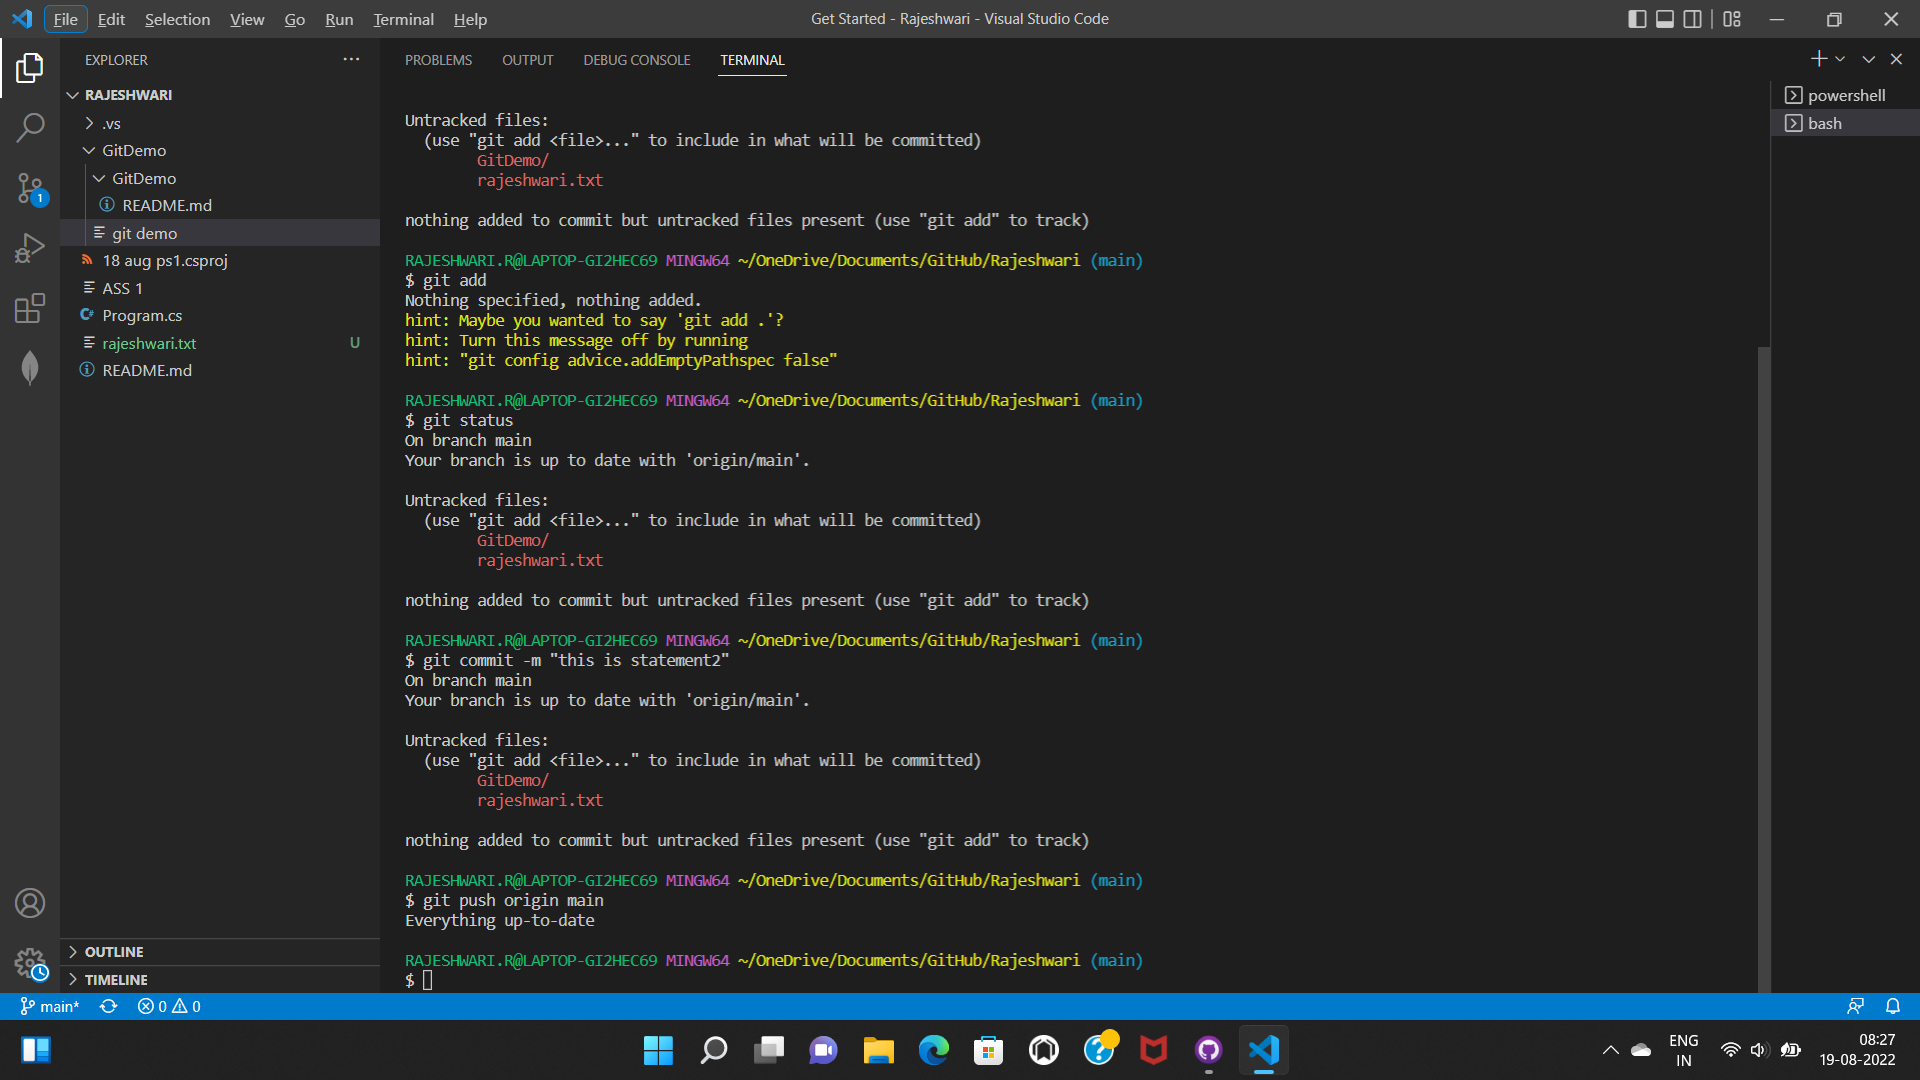 File Edit Selection View Go Run Terminal Help
Get Started - Rajeshwari - Visual Studio Code
EXPLORER
RAJESHWARI
.vs
GitDemo
GitDemo
README.md
git demo
18 aug ps1.csproj
ASS 1
Program.cs
rajeshwari.txt U
README.md
OUTLINE
TIMELINE
1
PROBLEMS OUTPUT DEBUG CONSOLE TERMINAL
powershell
bash
Untracked files:
(use "git add <file>..." to include in what will be committed)
GitDemo/
rajeshwari.txt
nothing added to commit but untracked files present (use "git add" to track)
RAJESHWARI.R@LAPTOP-GI2HEC69 MINGW64 ~/OneDrive/Documents/GitHub/Rajeshwari (main)
$ git add
Nothing specified, nothing added.
hint: Maybe you wanted to say 'git add .'?
hint: Turn this message off by running
hint: "git config advice.addEmptyPathspec false"
RAJESHWARI.R@LAPTOP-GI2HEC69 MINGW64 ~/OneDrive/Documents/GitHub/Rajeshwari (main)
$ git status
On branch main
Your branch is up to date with 'origin/main'.
Untracked files:
(use "git add <file>..." to include in what will be committed)
GitDemo/
rajeshwari.txt
nothing added to commit but untracked files present (use "git add" to track)
RAJESHWARI.R@LAPTOP-GI2HEC69 MINGW64 ~/OneDrive/Documents/GitHub/Rajeshwari (main)
$ git commit -m "this is statement2"
On branch main
Your branch is up to date with 'origin/main'.
Untracked files:
(use "git add <file>..." to include in what will be committed)
GitDemo/
rajeshwari.txt
nothing added to commit but untracked files present (use "git add" to track)
RAJESHWARI.R@LAPTOP-GI2HEC69 MINGW64 ~/OneDrive/Documents/GitHub/Rajeshwari (main)
$ git push origin main
Everything up-to-date
RAJESHWARI.R@LAPTOP-GI2HEC69 MINGW64 ~/OneDrive/Documents/GitHub/Rajeshwari (main)
$
main* 0 0
ENG
IN
08:27
19-08-2022